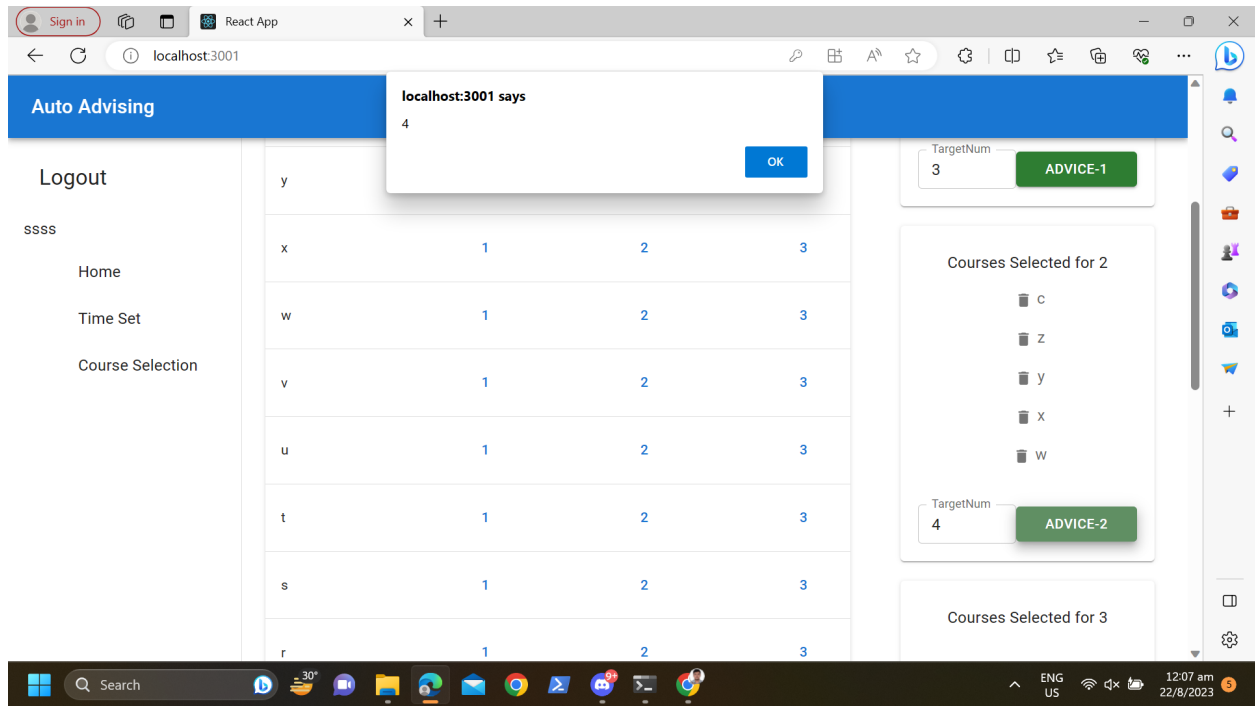 Sign in
React App
localhost:3001
Auto Advising
localhost:3001 says
4
OK
Logout
ssss
Home
Time Set
Course Selection
y
x 1 2 3
w 1 2 3
v 1 2 3
u 1 2 3
t 1 2 3
s 1 2 3
r 1 2 3
TargetNum
3 ADVICE-1
Courses Selected for 2
c
z
y
x
w
TargetNum
4 ADVICE-2
Courses Selected for 3
Search
30°
9+
ENG
US
12:07 am
22/8/2023
5